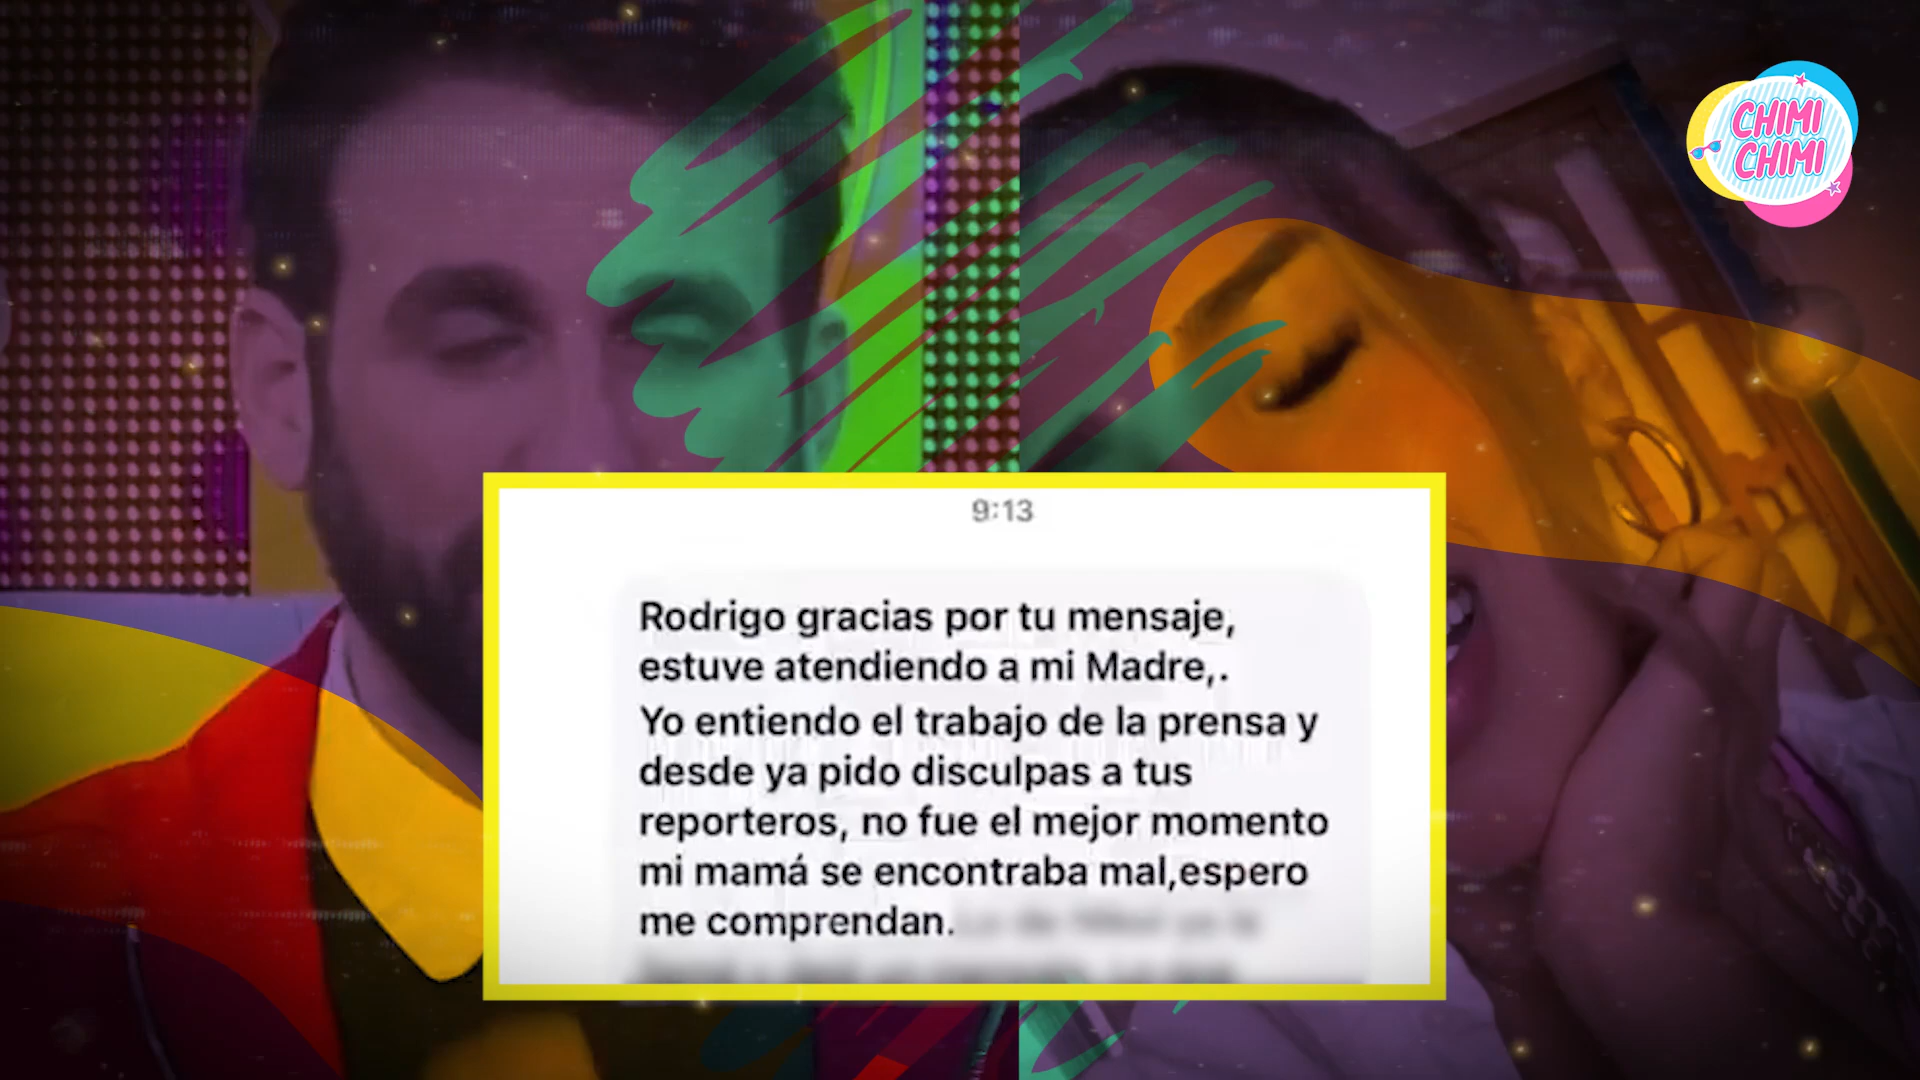 CHIMI
CHIMI
9:13
Rodrigo gracias por tu mensaje,
estuve atendiendo a mi Madre,.
Yo entiendo el trabajo de la prensa y
desde ya pido disculpas a tus
reporteros, no fue el mejor momento
mi mamá se encontraba mal,espero
me comprendan.